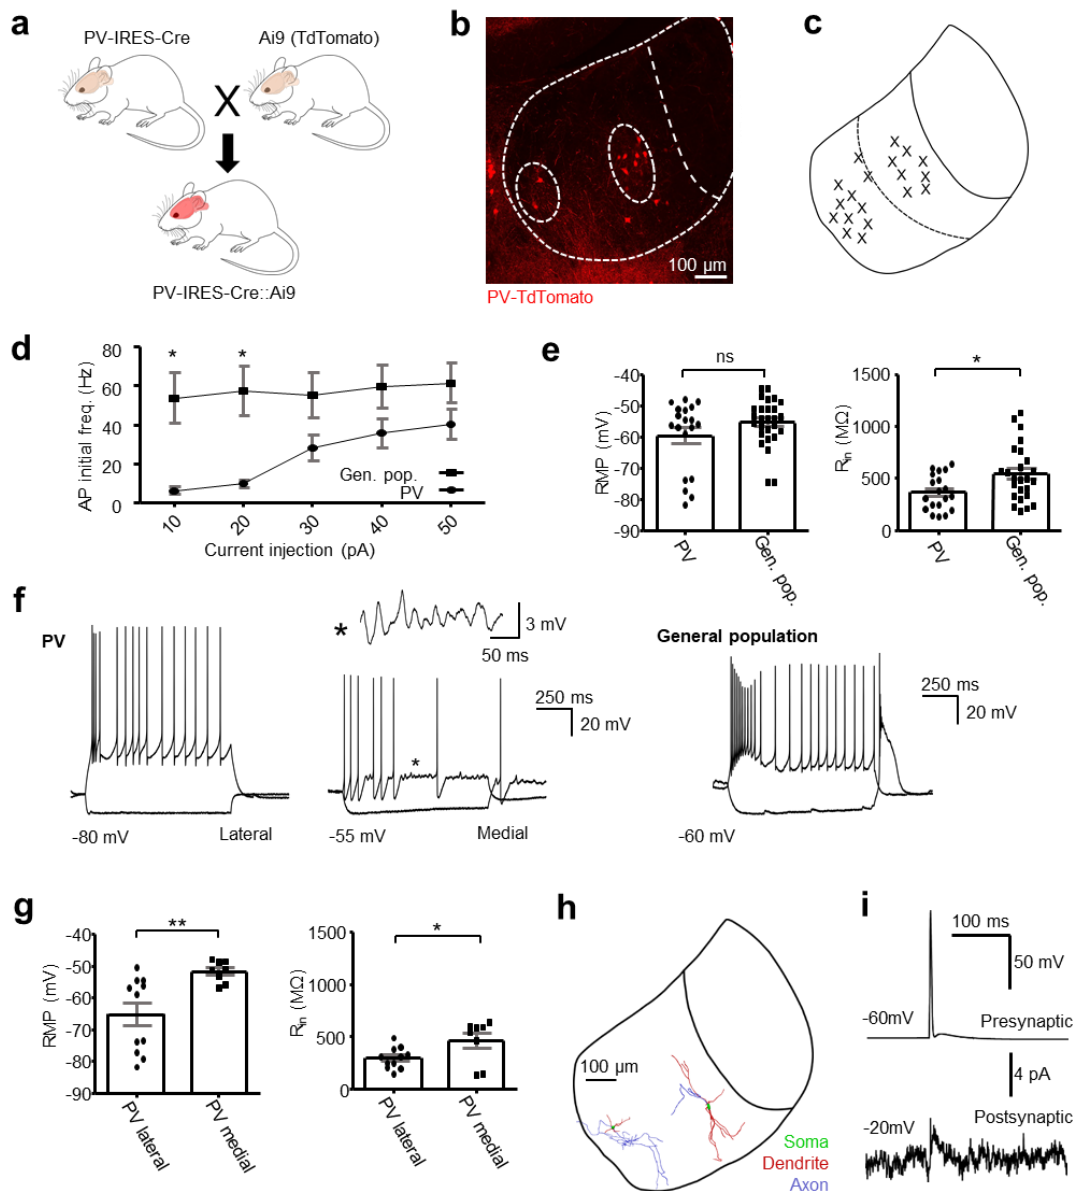 a
PV-IRES-Cre
Ai9 (TdTomato)
X
PV-IRES-Cre::Ai9
b
100 µm
PV-TdTomato
c
X X X X X X X X X X X X X X X X X X X X
d
*
*
AP initial freq. (Hz)
80
60
40
20
0
Gen. pop.
PV
10
20
30
40
50
Current injection (pA)
e
ns
RMP (mV)
-40
-50
-60
-70
-80
-90
PV
Gen. pop.
*
Rin (MΩ)
1500
1000
500
0
PV
Gen. pop.
f
PV
*
3 mV
50 ms
General population
250 ms
20 mV
*
250 ms
20 mV
-80 mV
Lateral
-55 mV
Medial
-60 mV
g
**
RMP (mV)
-40
-50
-60
-70
-80
-90
PV lateral
PV medial
*
Rin (MΩ)
1500
1000
500
0
PV lateral
PV medial
h
100 µm
Soma
Dendrite
Axon
i
100 ms
50 mV
-60mV
Presynaptic
4 pA
Postsynaptic
-20mV